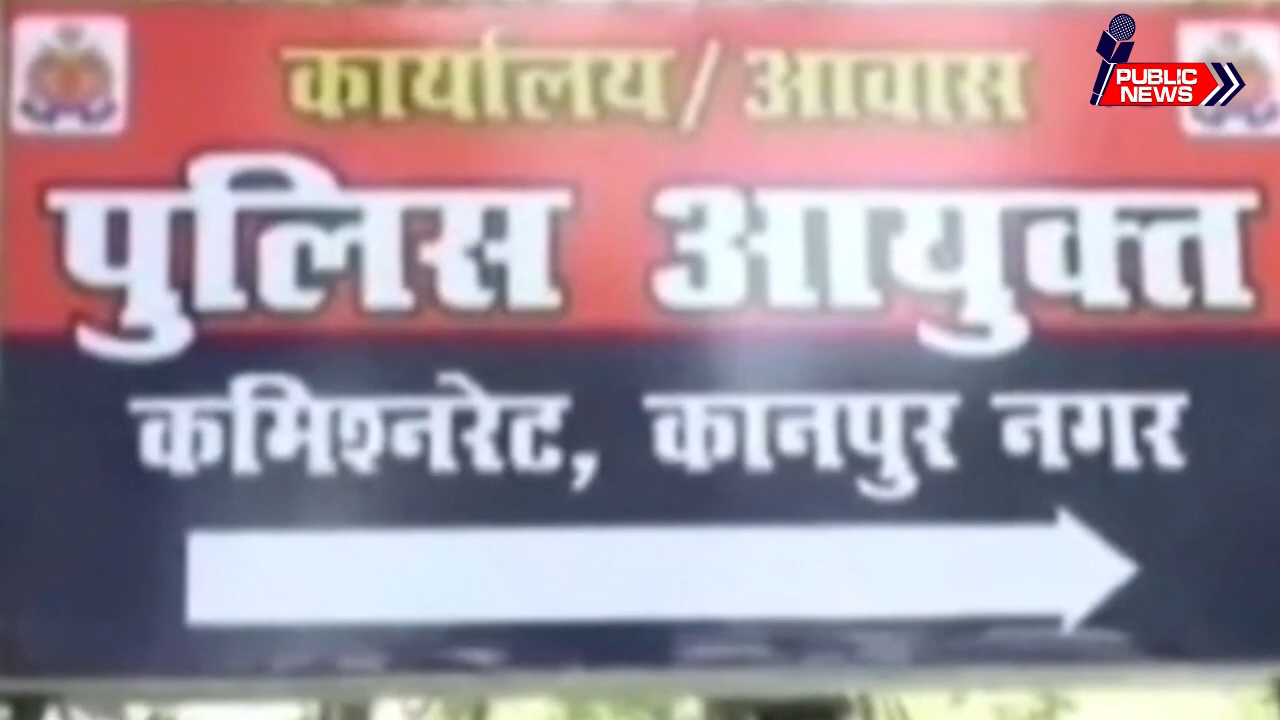 कार्यालय / आवास
PUBLIC
NEWS
पुलिस आयुक्त
कमिश्नरेट, कानपुर नगर